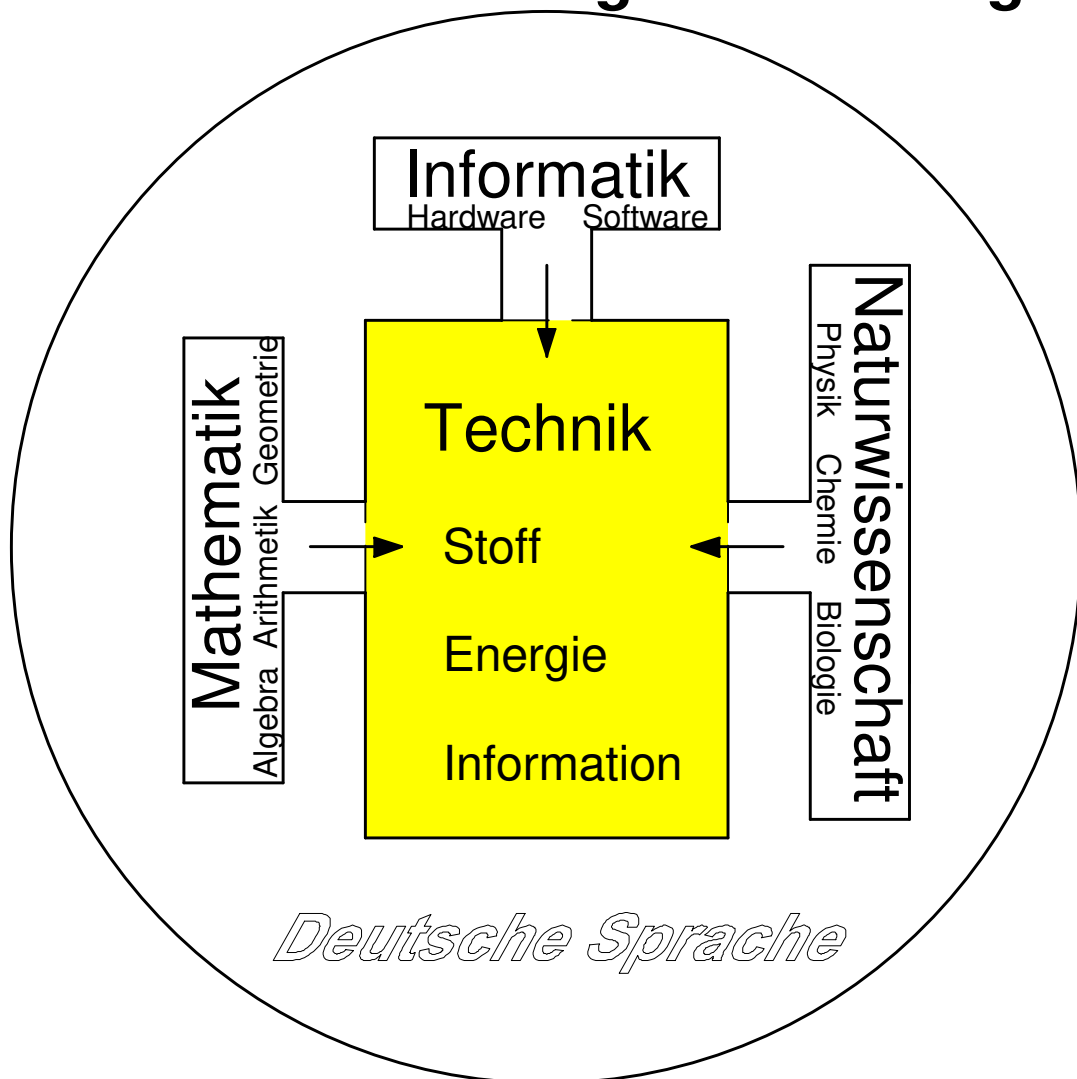 Informatik
Hardware Software
Mathematik
Algebra Arithmetik Geometrie
Technik
Stoff
Energie
Information
Naturwissenschaft
Physik Chemie Biologie
Deutsche Sprache